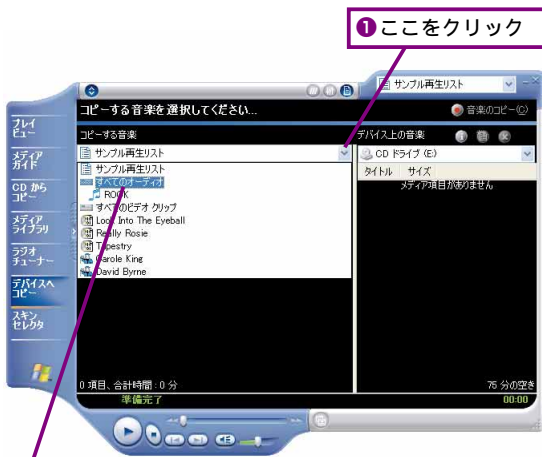 ❶ここをクリック
サンプル再生リスト
コピーする音楽を選択してください...
音楽のコピー(C)
プレイ
ビュー
メディア
ガイド
CD から
コピー
メディア
ライブラリ
ラジオ
チューナー
デバイスへ
コピー
スキン
セレクタ
コピーする音楽
サンプル再生リスト
サンプル再生リスト
すべてのオーディオ
ROCK
すべてのビデオ クリップ
Look Into The Eyeball
Really Rosie
Tapestry
Carole King
David Byrne
0 項目、合計時間 : 0 分
デバイス上の音楽
CD ドライブ (E:)
タイトル サイズ
メディア項目がありません
75 分の空き
準備完了
00:00